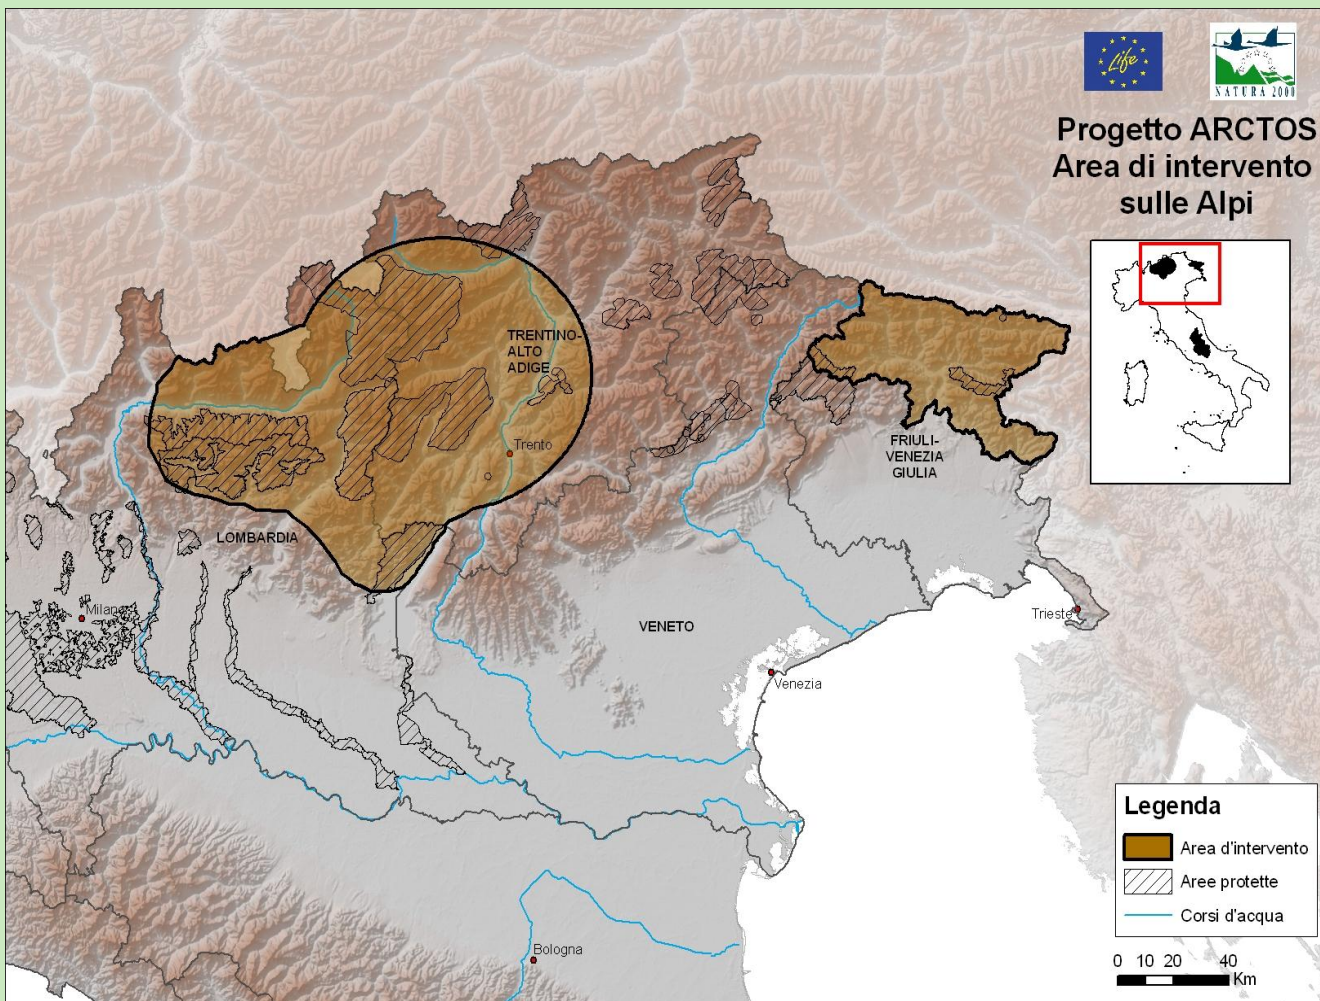 Life
NATURA 2000
Progetto ARCTOS
Area di intervento
sulle Alpi
TRENTINO-
ALTO
ADIGE
Trento
FRIULI-
VENEZIA
GIULIA
LOMBARDIA
Milano
VENETO
Trieste
Venezia
Bologna
Legenda
Area d'intervento
Aree protette
Corsi d'acqua
0 10 20 40
Km